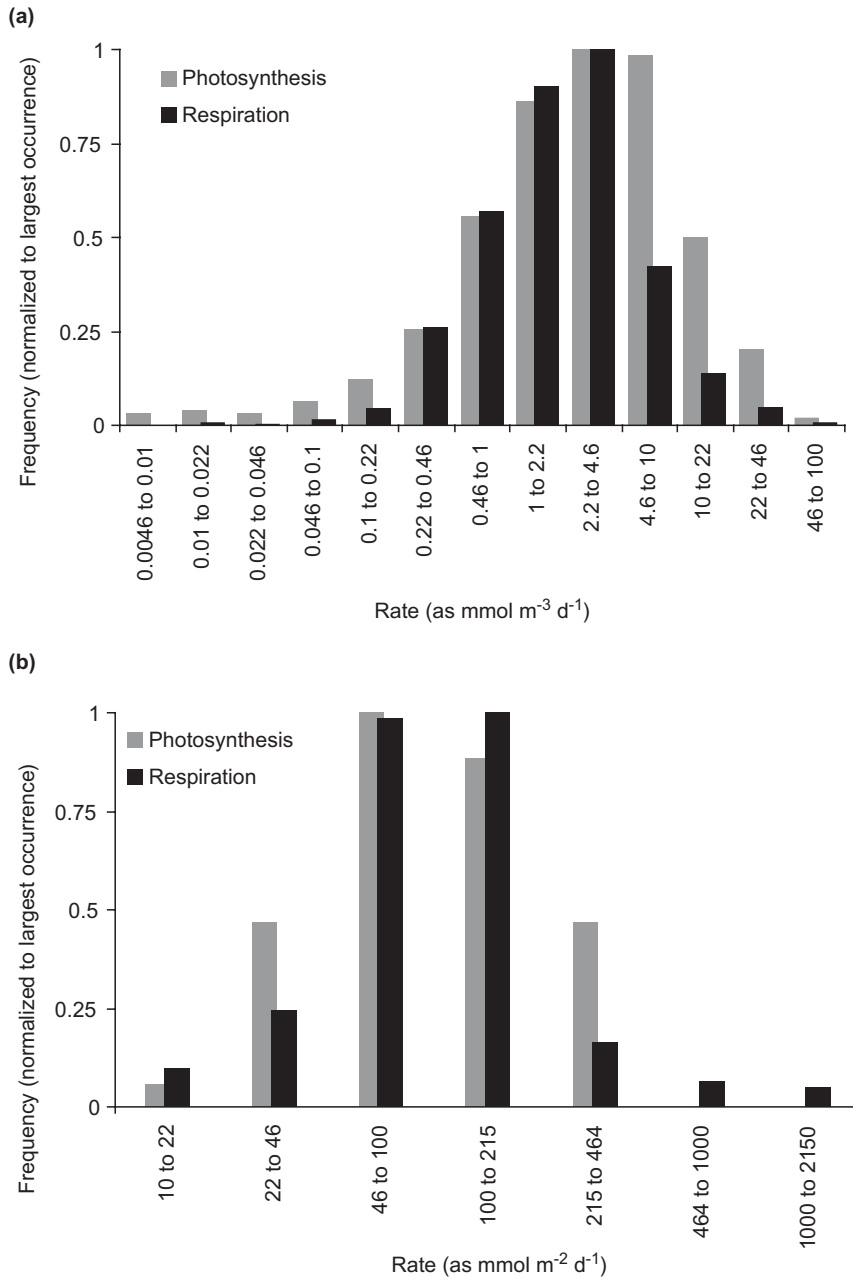 (a)
Frequency (normalized to largest occurrence)
1
0.75
0.5
0.25
0
Photosynthesis
Respiration
0.0046 to 0.01
0.01 to 0.022
0.022 to 0.046
0.046 to 0.1
0.1 to 0.22
0.22 to 0.46
0.46 to 1
1 to 2.2
2.2 to 4.6
4.6 to 10
10 to 22
22 to 46
46 to 100
Rate (as mmol m⁻³ d⁻¹)
(b)
Frequency (normalized to largest occurrence)
1
0.75
0.5
0.25
0
Photosynthesis
Respiration
10 to 22
22 to 46
46 to 100
100 to 215
215 to 464
464 to 1000
1000 to 2150
Rate (as mmol m⁻² d⁻¹)